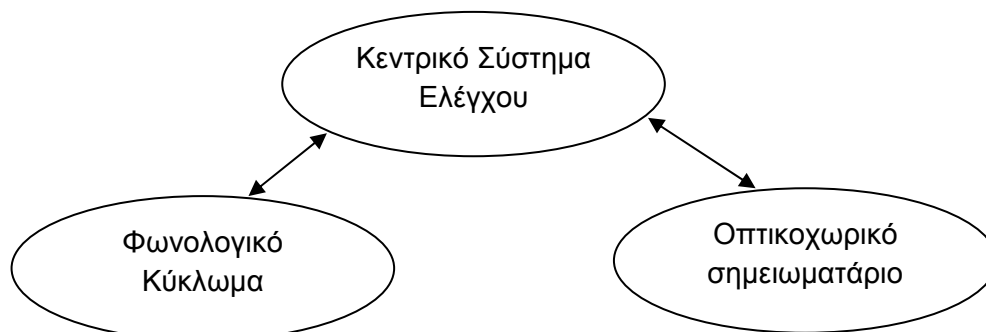 Κεντρικό Σύστημα
Ελέγχου
Φωνολογικό
Κύκλωμα
Οπτικοχωρικό
σημειωματάριο